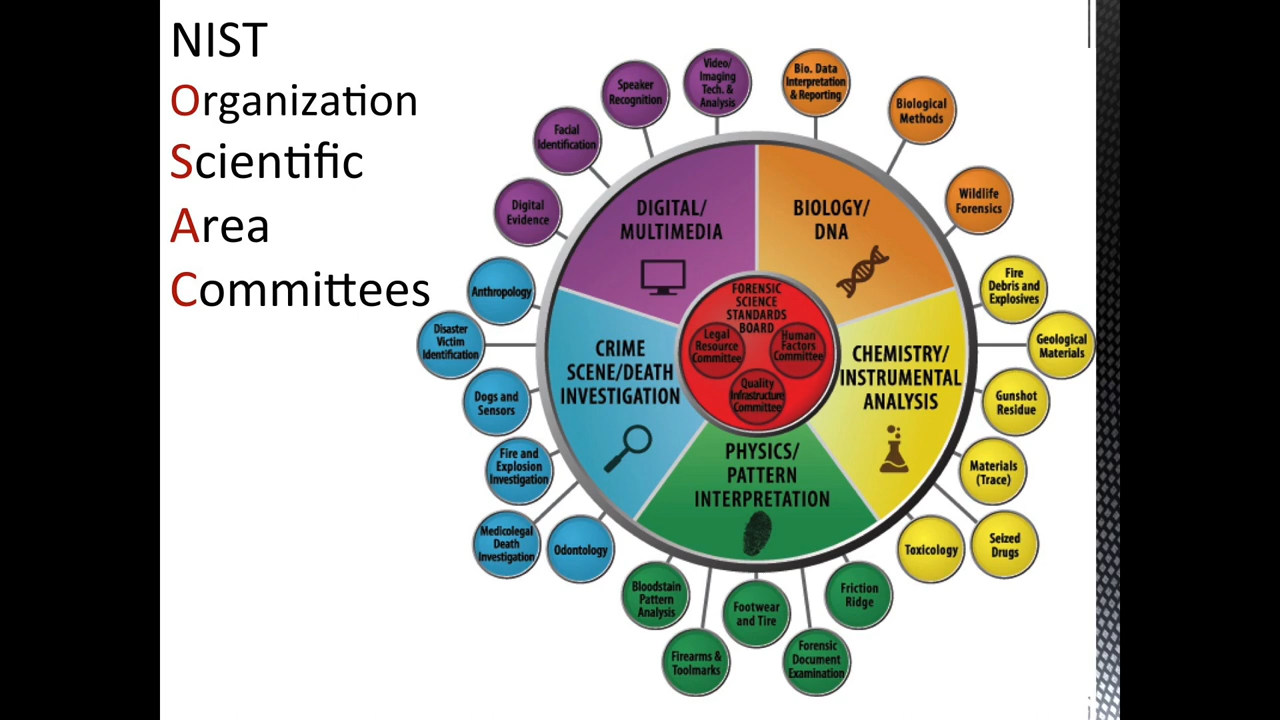 NIST
Organization
Scientific
Area
Committees
Video/
Imaging
Tech. &
Analysis
Bio. Data
Interpretation
& Reporting
Speaker
Recognition
Biological
Methods
Facial
Identification
Digital
Evidence
Wildlife
Forensics
DIGITAL/
MULTIMEDIA
BIOLOGY/
DNA
Anthropology
Fire
Debris and
Explosives
FORENSIC
SCIENCE
STANDARDS
BOARD
Legal
Resource
Committee
Human
Factors
Committee
Quality
Infrastructure
Committee
Disaster
Victim
Identification
Geological
Materials
CRIME
SCENE/DEATH
INVESTIGATION
CHEMISTRY/
INSTRUMENTAL
ANALYSIS
Dogs and
Sensors
Gunshot
Residue
Fire and
Explosion
Investigation
Materials
(Trace)
PHYSICS/
PATTERN
INTERPRETATION
Medicolegal
Death
Investigation
Odontology
Toxicology
Seized
Drugs
Bloodstain
Pattern
Analysis
Footwear
and Tire
Friction
Ridge
Firearms &
Toolmarks
Forensic
Document
Examination